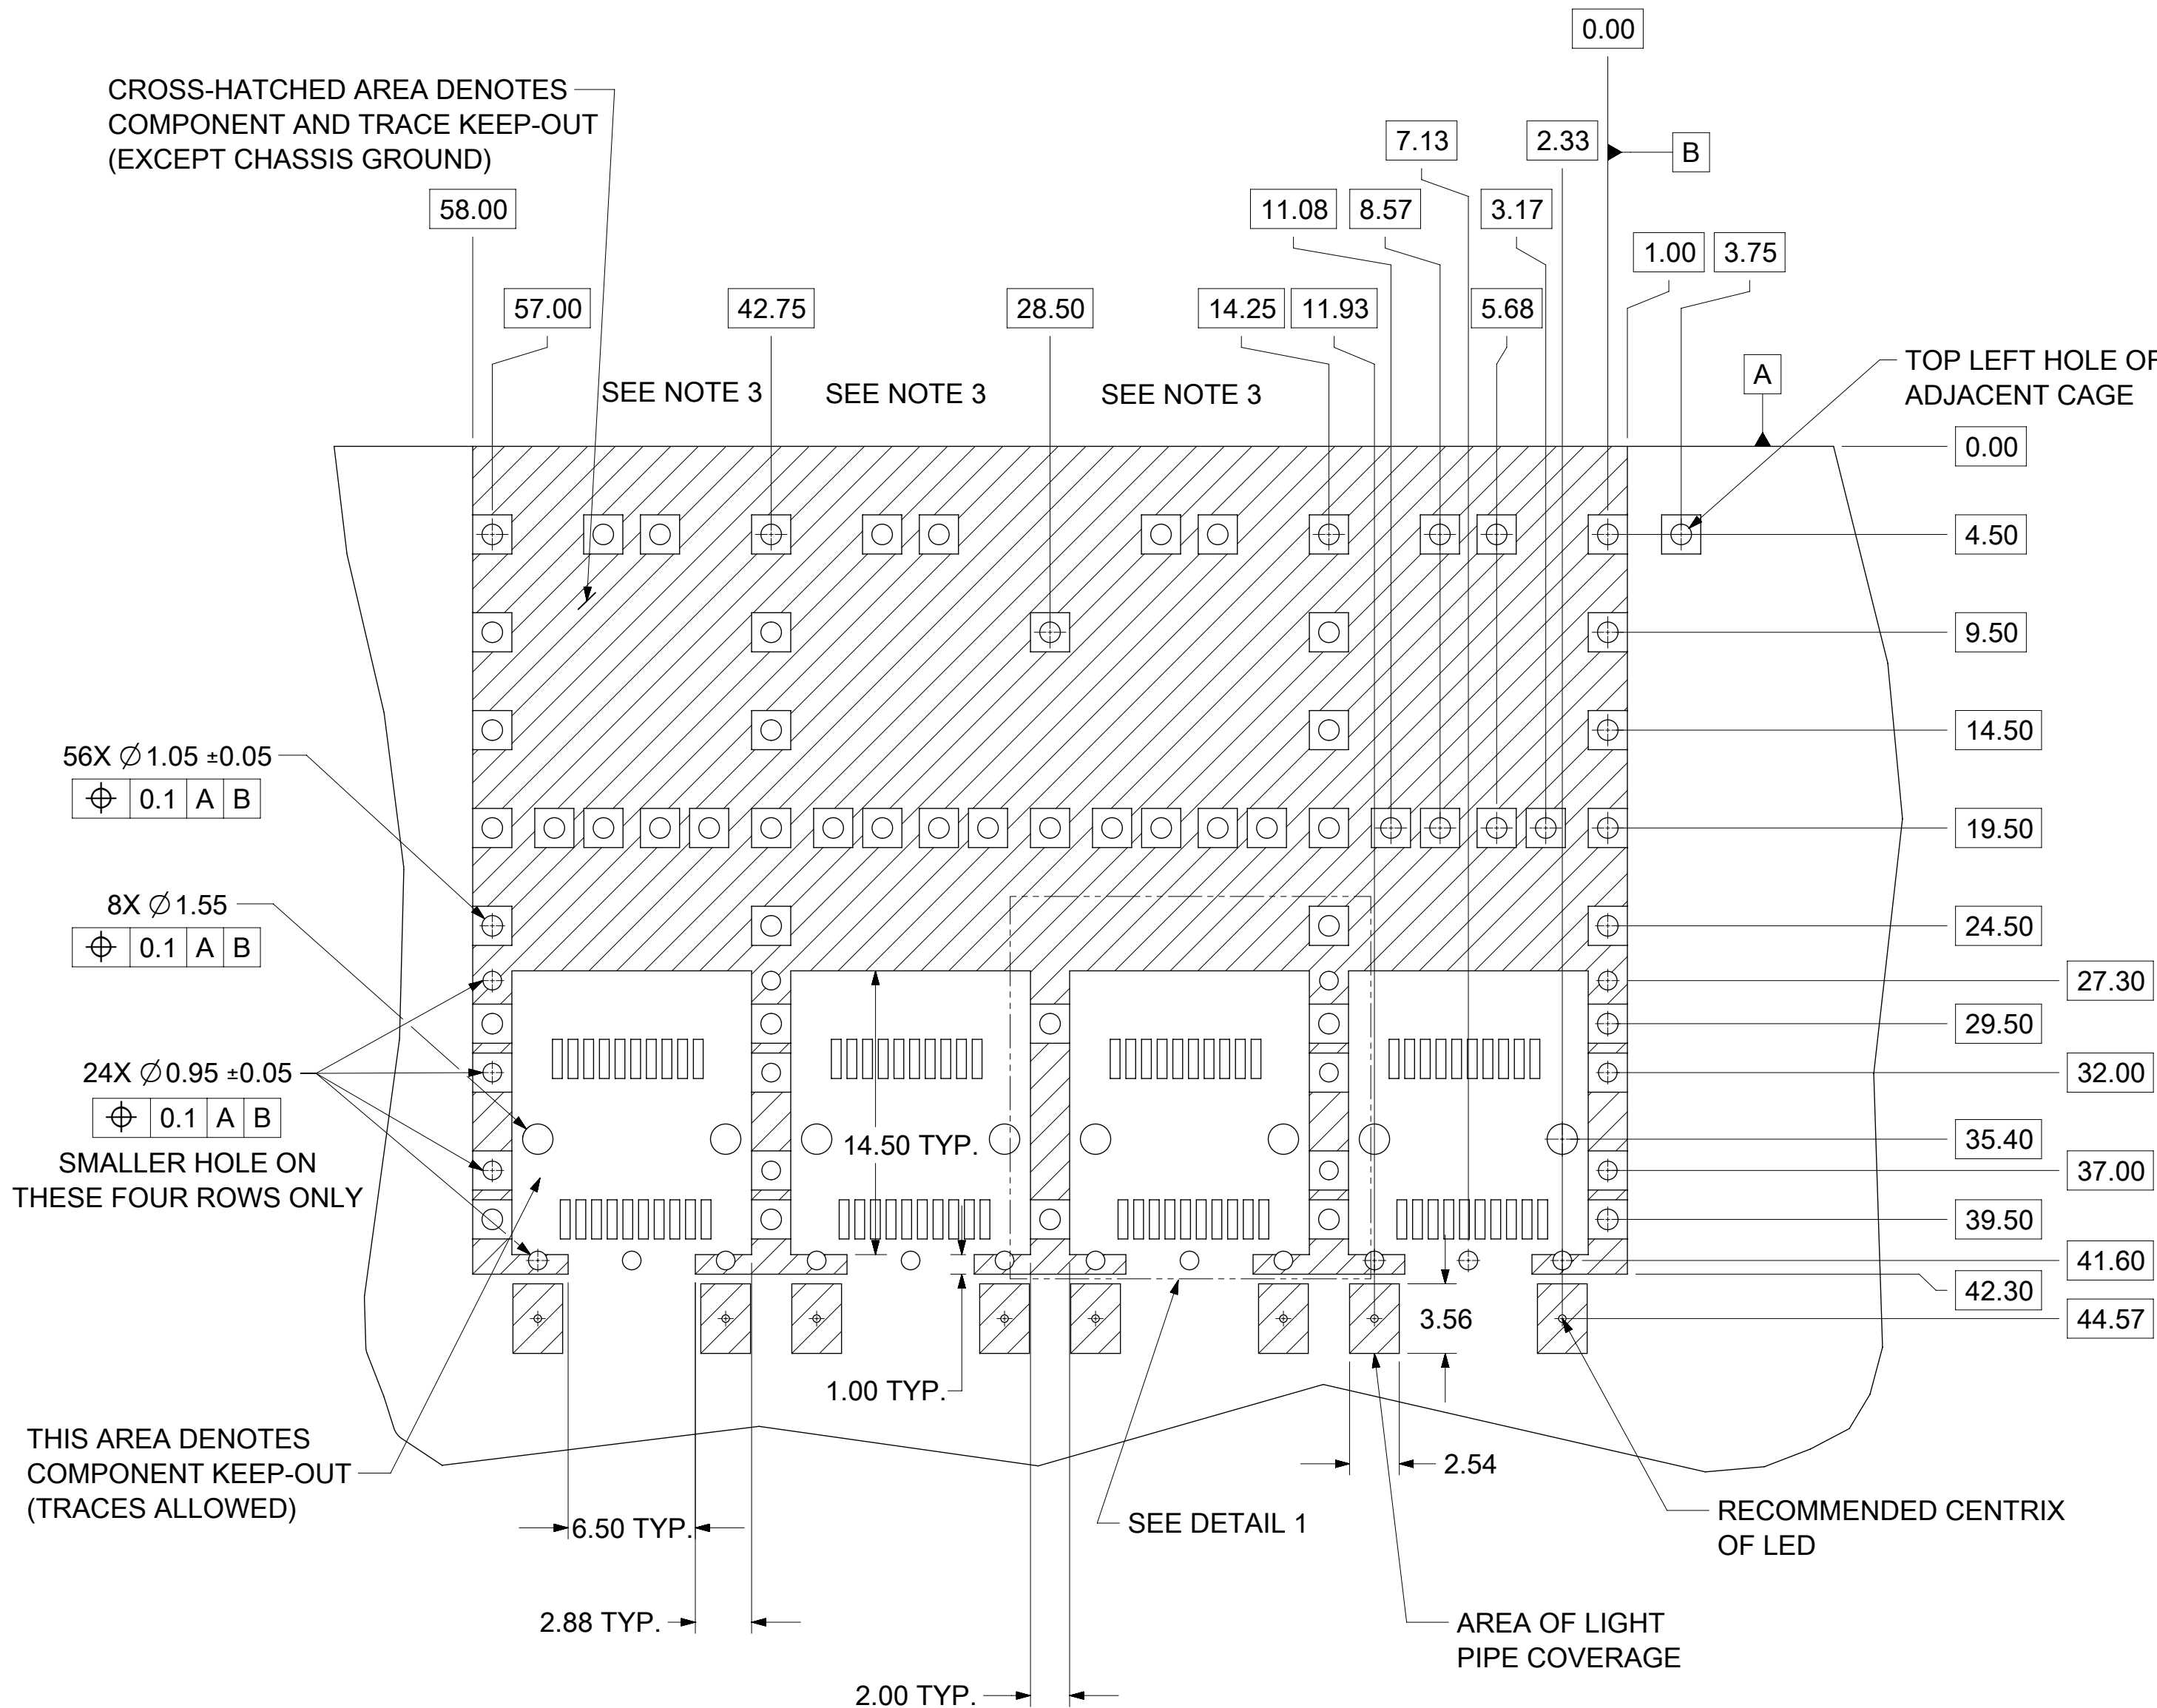 0.00
CROSS-HATCHED AREA DENOTES
COMPONENT AND TRACE KEEP-OUT
(EXCEPT CHASSIS GROUND)
7.13
2.33
B
58.00
11.08
8.57
3.17
1.00
3.75
57.00
42.75
28.50
14.25
11.93
5.68
SEE NOTE 3
SEE NOTE 3
SEE NOTE 3
A
TOP LEFT HOLE OF
ADJACENT CAGE
0.00
4.50
9.50
14.50
56X ∅1.05 ±0.05
⌖ 0.1 A B
19.50
8X ∅1.55
⌖ 0.1 A B
24.50
27.30
29.50
24X ∅0.95 ±0.05
⌖ 0.1 A B
SMALLER HOLE ON
THESE FOUR ROWS ONLY
32.00
14.50 TYP.
35.40
37.00
39.50
41.60
42.30
44.57
3.56
1.00 TYP.
THIS AREA DENOTES
COMPONENT KEEP-OUT
(TRACES ALLOWED)
2.54
6.50 TYP.
SEE DETAIL 1
RECOMMENDED CENTRIX
OF LED
2.88 TYP.
AREA OF LIGHT
PIPE COVERAGE
2.00 TYP.